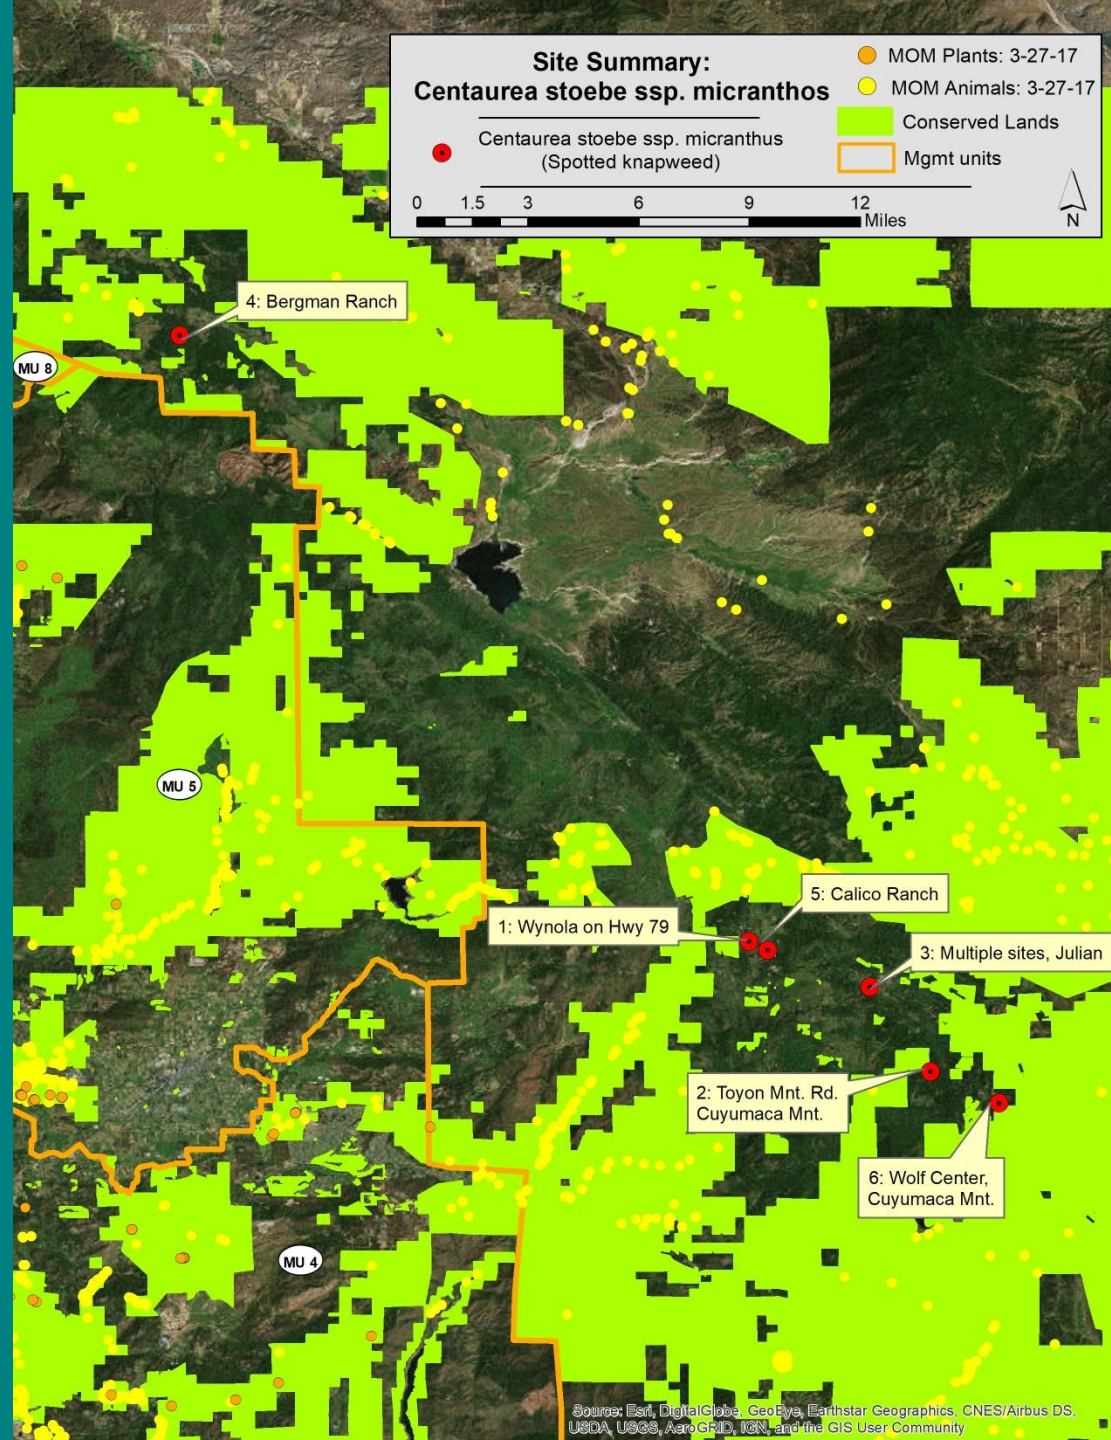 Site Summary:
Centaurea stoebe ssp. micranthos
Centaurea stoebe ssp. micranthus
(Spotted knapweed)
MOM Plants: 3-27-17
MOM Animals: 3-27-17
Conserved Lands
Mgmt units
0 1.5 3 6 9 12
Miles
N
4: Bergman Ranch
MU 8
MU 5
5: Calico Ranch
1: Wynola on Hwy 79
3: Multiple sites, Julian
2: Toyon Mnt. Rd.
Cuyumaca Mnt.
6: Wolf Center,
Cuyumaca Mnt.
MU 4
Source: Esri, DigitalGlobe, GeoEye, Earthstar Geographics, CNES/Airbus DS,
USDA, USGS, AeroGRID, IGN, and the GIS User Community